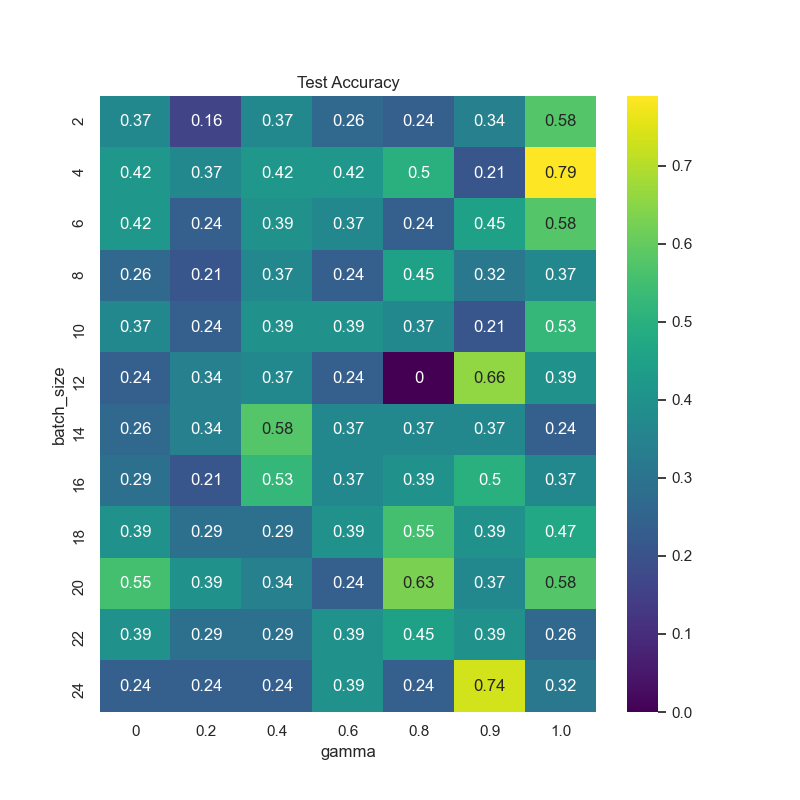 Test Accuracy
2 0.37 0.16 0.37 0.26 0.24 0.34 0.58
4 0.42 0.37 0.42 0.42 0.5 0.21 0.79
6 0.42 0.24 0.39 0.37 0.24 0.45 0.58
8 0.26 0.21 0.37 0.24 0.45 0.32 0.37
10 0.37 0.24 0.39 0.39 0.37 0.21 0.53
12 0.24 0.34 0.37 0.24 0 0.66 0.39
14 0.26 0.34 0.58 0.37 0.37 0.37 0.24
16 0.29 0.21 0.53 0.37 0.39 0.5 0.37
18 0.39 0.29 0.29 0.39 0.55 0.39 0.47
20 0.55 0.39 0.34 0.24 0.63 0.37 0.58
22 0.39 0.29 0.29 0.39 0.45 0.39 0.26
24 0.24 0.24 0.24 0.39 0.24 0.74 0.32
0 0.2 0.4 0.6 0.8 0.9 1.0
gamma
batch_size
0.7
0.6
0.5
0.4
0.3
0.2
0.1
0.0